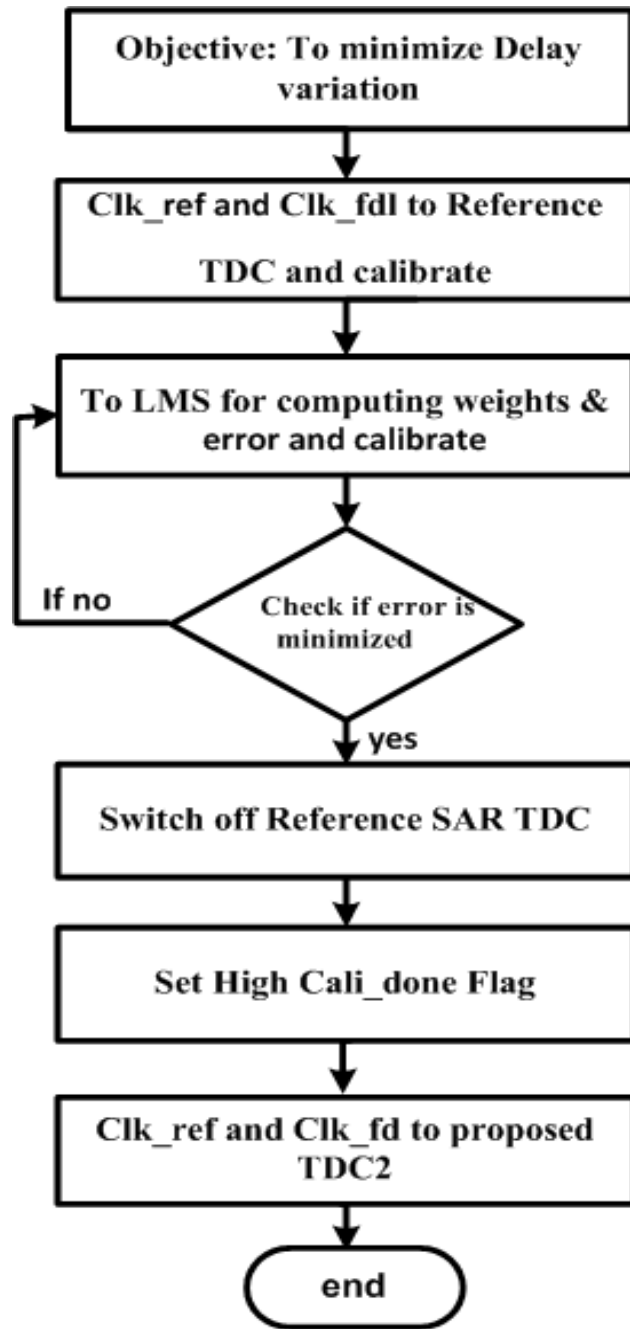 Objective: To minimize Delay
variation
Clk_ref and Clk_fdl to Reference
TDC and calibrate
To LMS for computing weights &
error and calibrate
If no
Check if error is
minimized
yes
Switch off Reference SAR TDC
Set High Cali_done Flag
Clk_ref and Clk_fd to proposed
TDC2
end